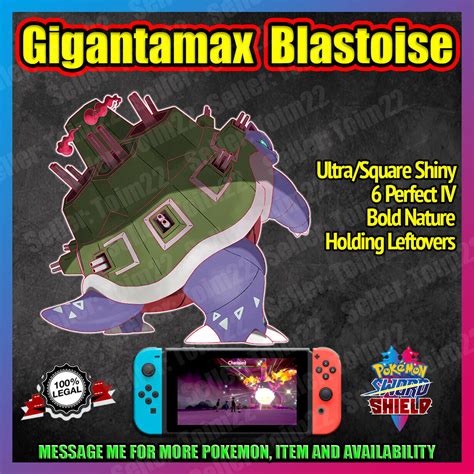 Gigantamax Blastoise
Ultra/Square Shiny
6 Perfect IV
Bold Nature
Holding Leftovers
100%
LEGAL
Pokémon
SWORD
SHIELD
MESSAGE ME FOR MORE POKEMON, ITEM AND AVAILABILITY